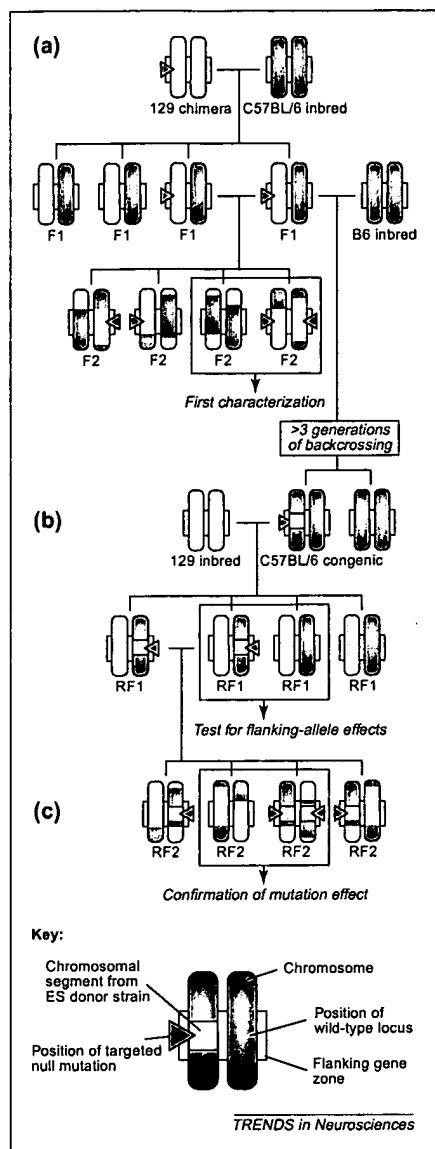 (a)
129 chimera C57BL/6 inbred
F1 F1 F1 F1 B6 inbred
F2 F2 F2 F2
First characterization
>3 generations
of backcrossing
(b)
129 inbred C57BL/6 congenic
RF1 RF1 RF1 RF1
Test for flanking-allele effects
(c)
RF2 RF2 RF2 RF2
Confirmation of mutation effect
Key:
Chromosomal
segment from
ES donor strain
Position of targeted
null mutation
Chromosome
Position of
wild-type locus
Flanking gene
zone
TRENDS in Neurosciences